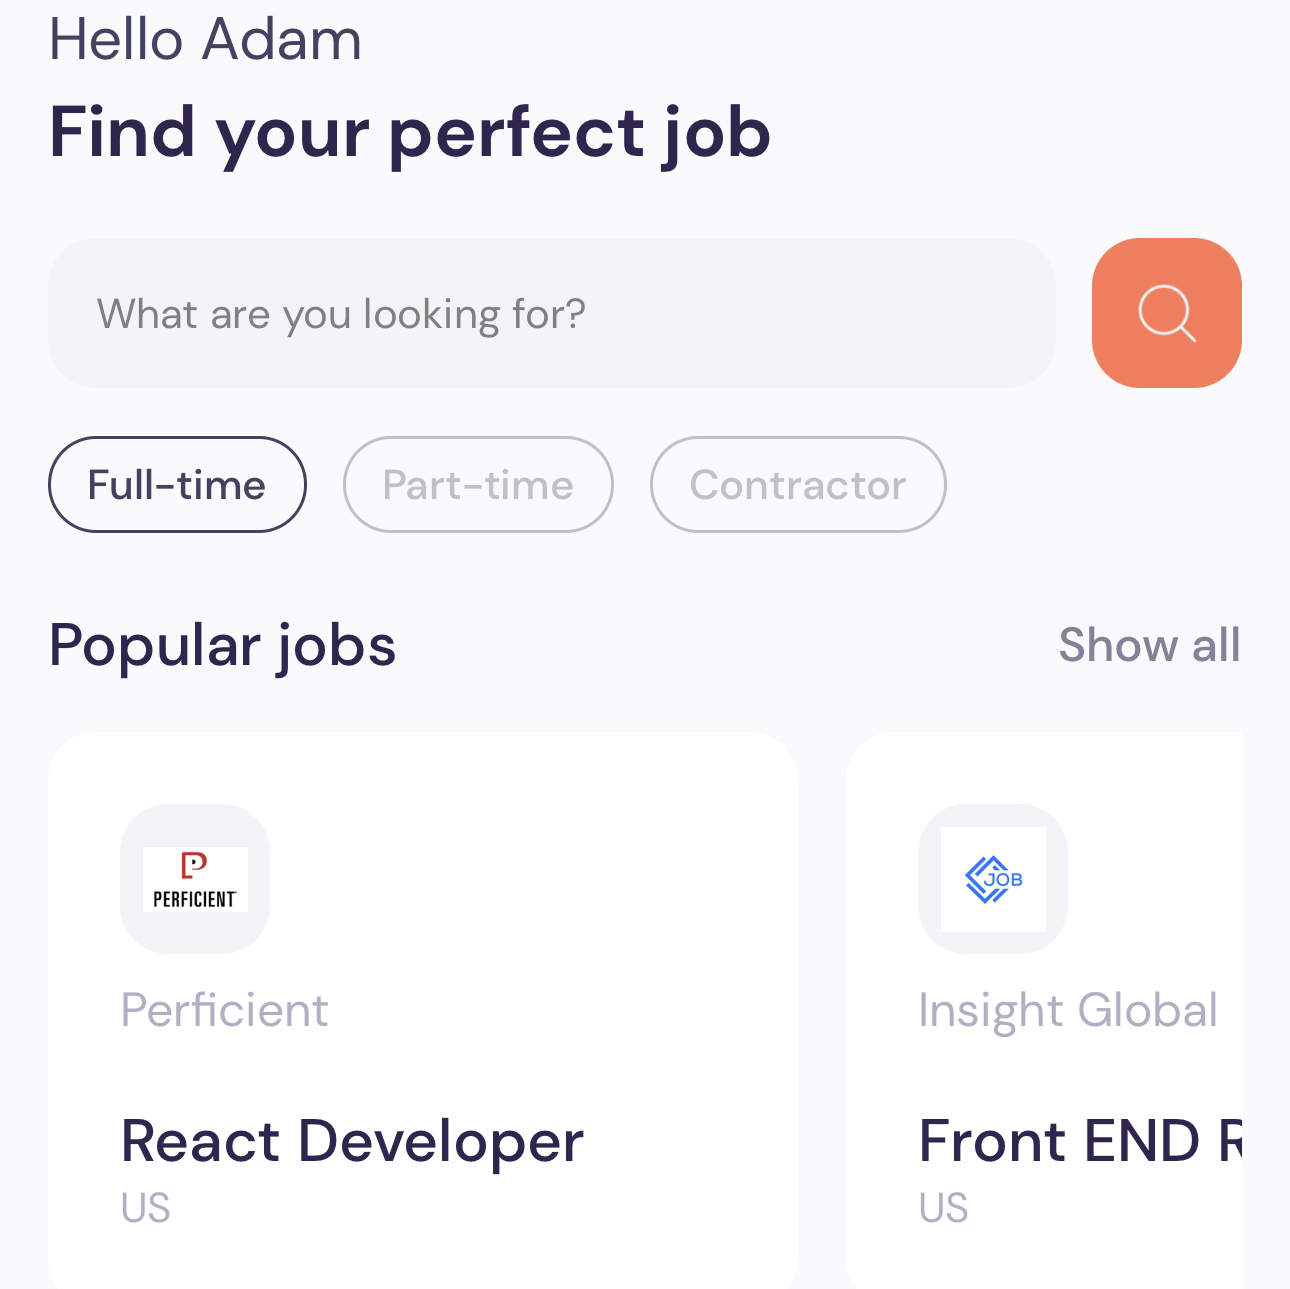 Hello Adam
Find your perfect job
What are you looking for?
Full-time
Part-time
Contractor
Popular jobs
Show all
P
PERFICIENT
JOB
Perficient
Insight Global
React Developer
Front END R
US
US